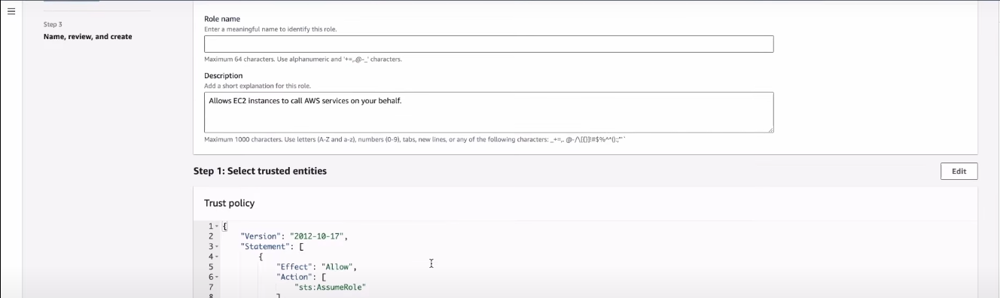 Step 3
Name, review, and create
Role name
Enter a meaningful name to identify this role.
Maximum 64 characters. Use alphanumeric and '+=,.@-_' characters.
Description
Add a short explanation for this role.
Allows EC2 instances to call AWS services on your behalf.
Maximum 1000 characters. Use letters (A-Z and a-z), numbers (0-9), tabs, new lines, or any of the following characters: _+=,. @-/\[{}]!#$%^*();:"'`
Step 1: Select trusted entities
Edit
Trust policy
1 {
2 "Version": "2012-10-17",
3 "Statement": [
4 {
5 "Effect": "Allow",
6 "Action": [
7 "sts:AssumeRole"
8 ]